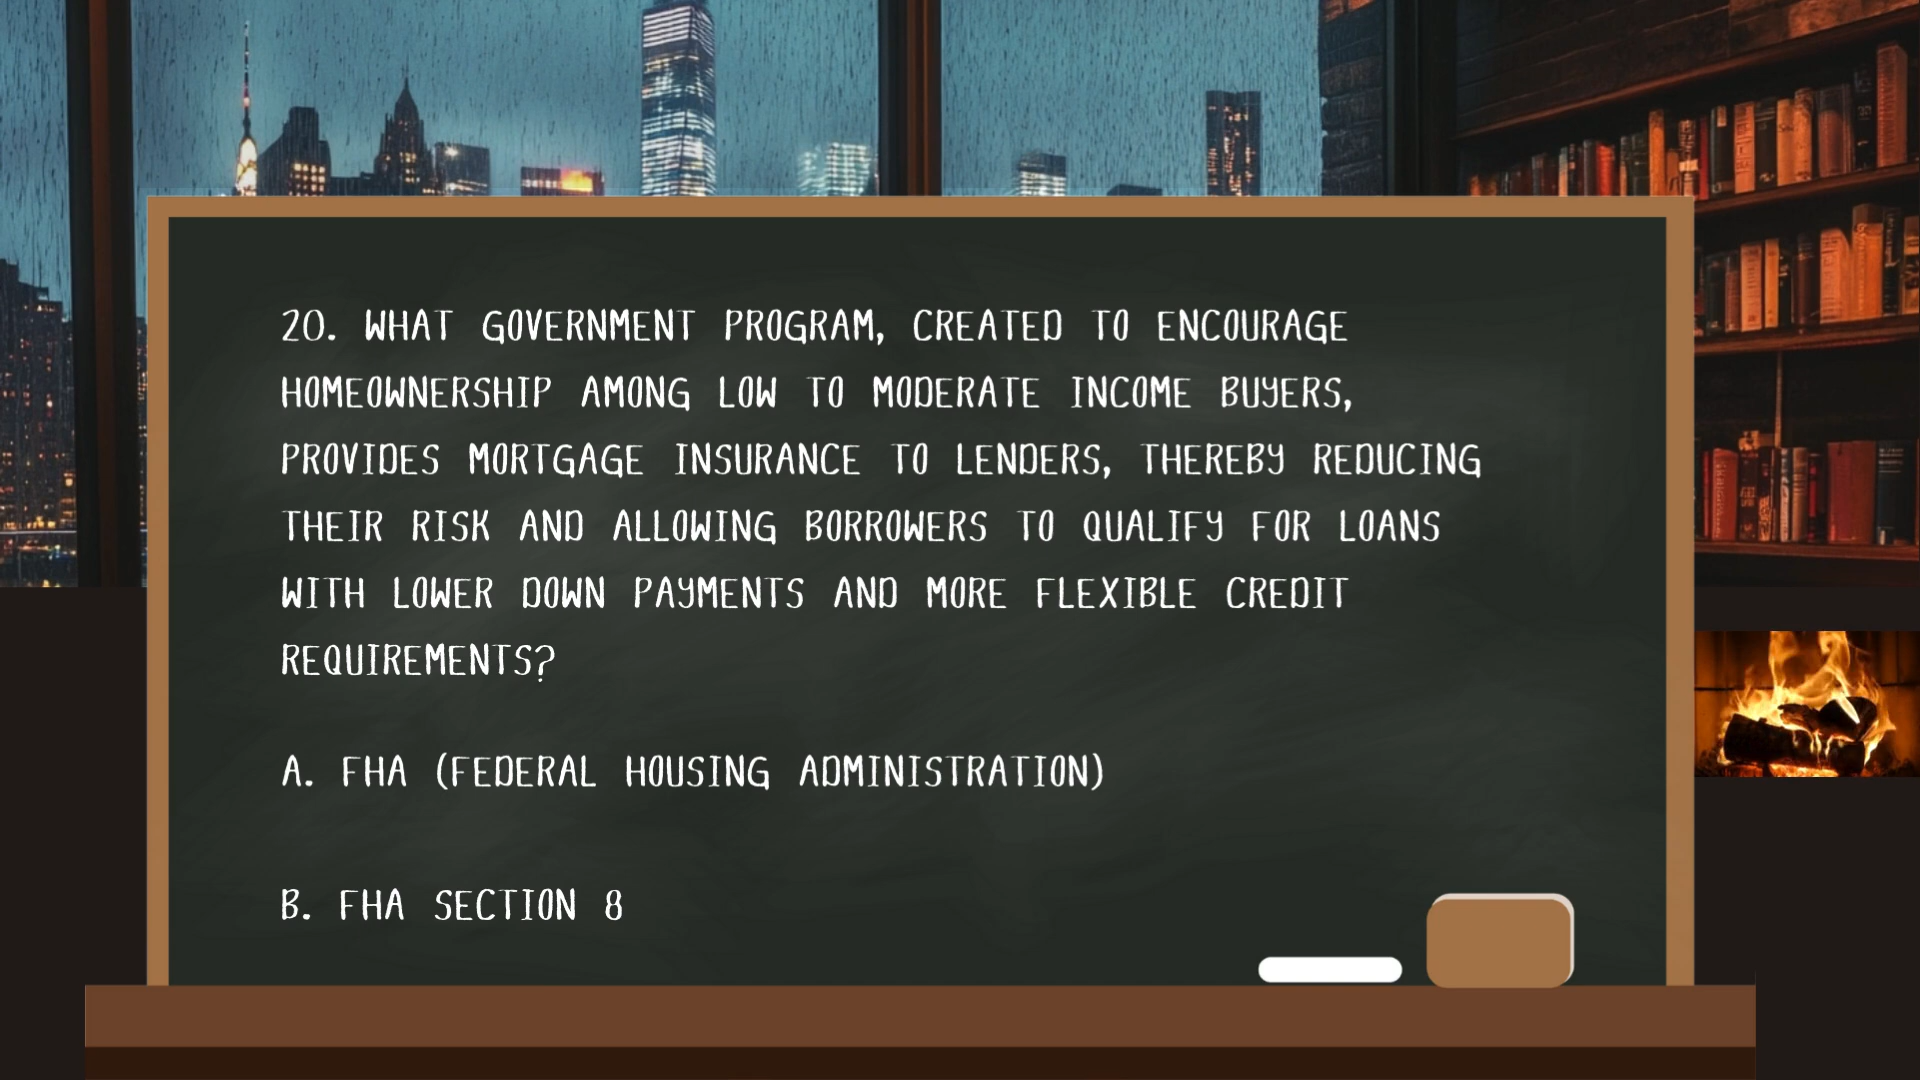 20. WHAT GOVERNMENT PROGRAM, CREATED TO ENCOURAGE
HOMEOWNERSHIP AMONG LOW TO MODERATE INCOME BUYERS,
PROVIDES MORTGAGE INSURANCE TO LENDERS, THEREBY REDUCING
THEIR RISK AND ALLOWING BORROWERS TO QUALIFY FOR LOANS
WITH LOWER DOWN PAYMENTS AND MORE FLEXIBLE CREDIT
REQUIREMENTS?
A. FHA (FEDERAL HOUSING ADMINISTRATION)
B. FHA SECTION 8